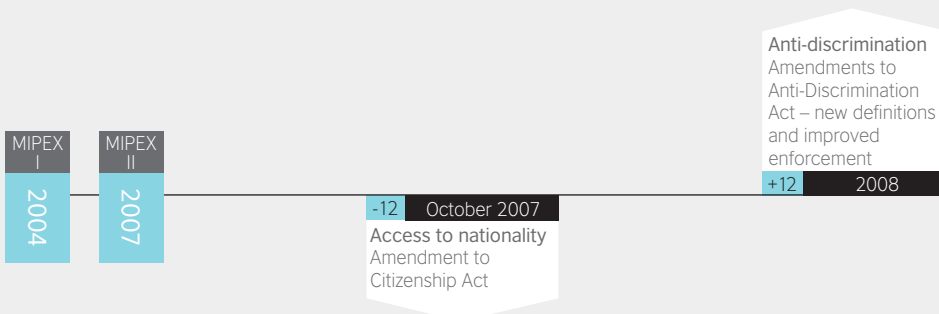 MIPEX
I
2004
MIPEX
II
2007
-12 October 2007
Access to nationality
Amendment to
Citizenship Act
Anti-discrimination
Amendments to
Anti-Discrimination
Act – new definitions
and improved
enforcement
+12 2008